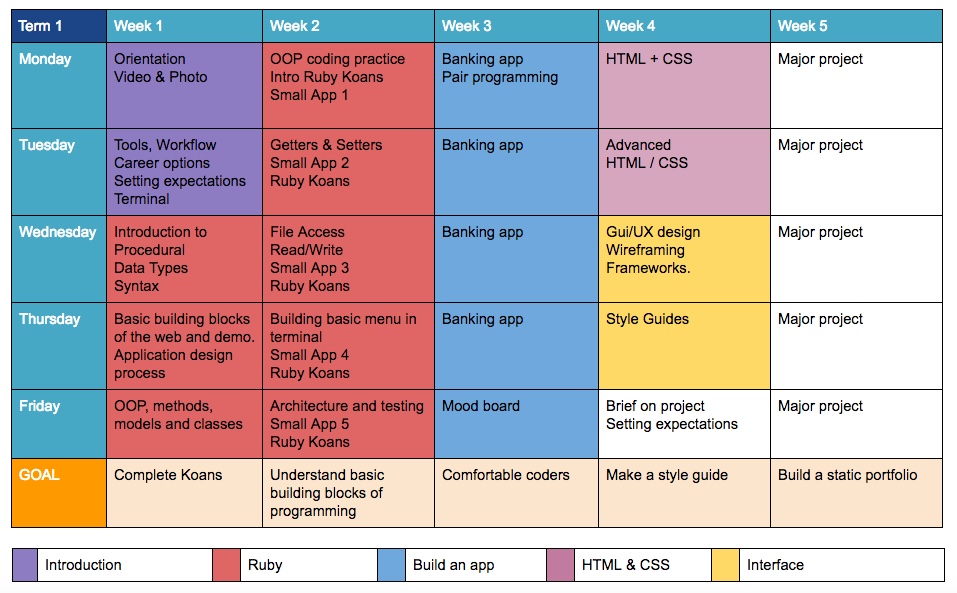 Term 1 Week 1 Week 2 Week 3 Week 4 Week 5
Monday
Orientation
Video & Photo
OOP coding practice
Intro Ruby Koans
Small App 1
Banking app
Pair programming
HTML + CSS
Major project
Tuesday
Tools, Workflow
Career options
Setting expectations
Terminal
Getters & Setters
Small App 2
Ruby Koans
Banking app
Advanced
HTML / CSS
Major project
Wednesday
Introduction to
Procedural
Data Types
Syntax
File Access
Read/Write
Small App 3
Ruby Koans
Banking app
Gui/UX design
Wireframing
Frameworks.
Major project
Thursday
Basic building blocks
of the web and demo.
Application design
process
Building basic menu in
terminal
Small App 4
Ruby Koans
Banking app
Style Guides
Major project
Friday
OOP, methods,
models and classes
Architecture and testing
Small App 5
Ruby Koans
Mood board
Brief on project
Setting expectations
Major project
GOAL
Complete Koans
Understand basic
building blocks of
programming
Comfortable coders
Make a style guide
Build a static portfolio
Introduction Ruby Build an app HTML & CSS Interface